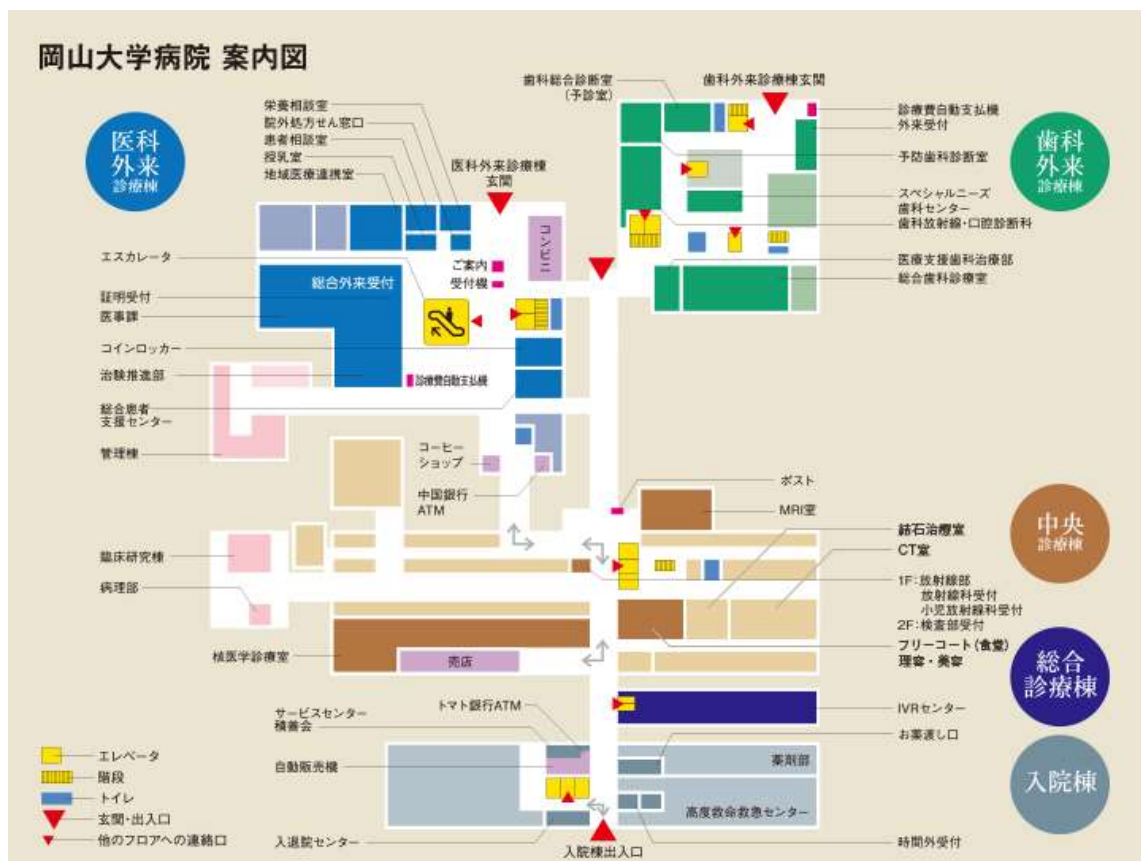 岡山大学病院 案内図
医科
外来
診療棟
栄養相談室
院外処方せん窓口
患者相談室
授乳室
地域医療連携室
医科外来診療棟
玄関
歯科総合診断室
(予診室)
歯科外来診療棟玄関
診療費自動支払機
外来受付
予防歯科診断室
スペシャルニーズ
歯科センター
歯科放射線・口腔診断科
医療支援歯科治療部
総合歯科診療室
歯科
外来
診療棟
エスカレータ
総合外来受付
証明受付
医事課
コインロッカー
治験推進部
総合患者
支援センター
管理棟
ご案内
受付機
コンビニ
診療費自動支払機
コーヒー
ショップ
中国銀行
ATM
ポスト
MRI室
結石治療室
CT室
1F:放射線部
放射線科受付
小児放射線科受付
2F:検査部受付
フリーコート(食堂)
理容・美容
中央
診療棟
臨床研究棟
病理部
植医学診療室
売店
総合
診療棟
IVRセンター
サービスセンター
積善会
トマト銀行ATM
自動販売機
入退院センター
お薬渡し口
薬剤部
高度救命救急センター
時間外受付
入院棟出入口
入院棟
エレベータ
階段
トイレ
玄関・出入口
他のフロアへの連絡口